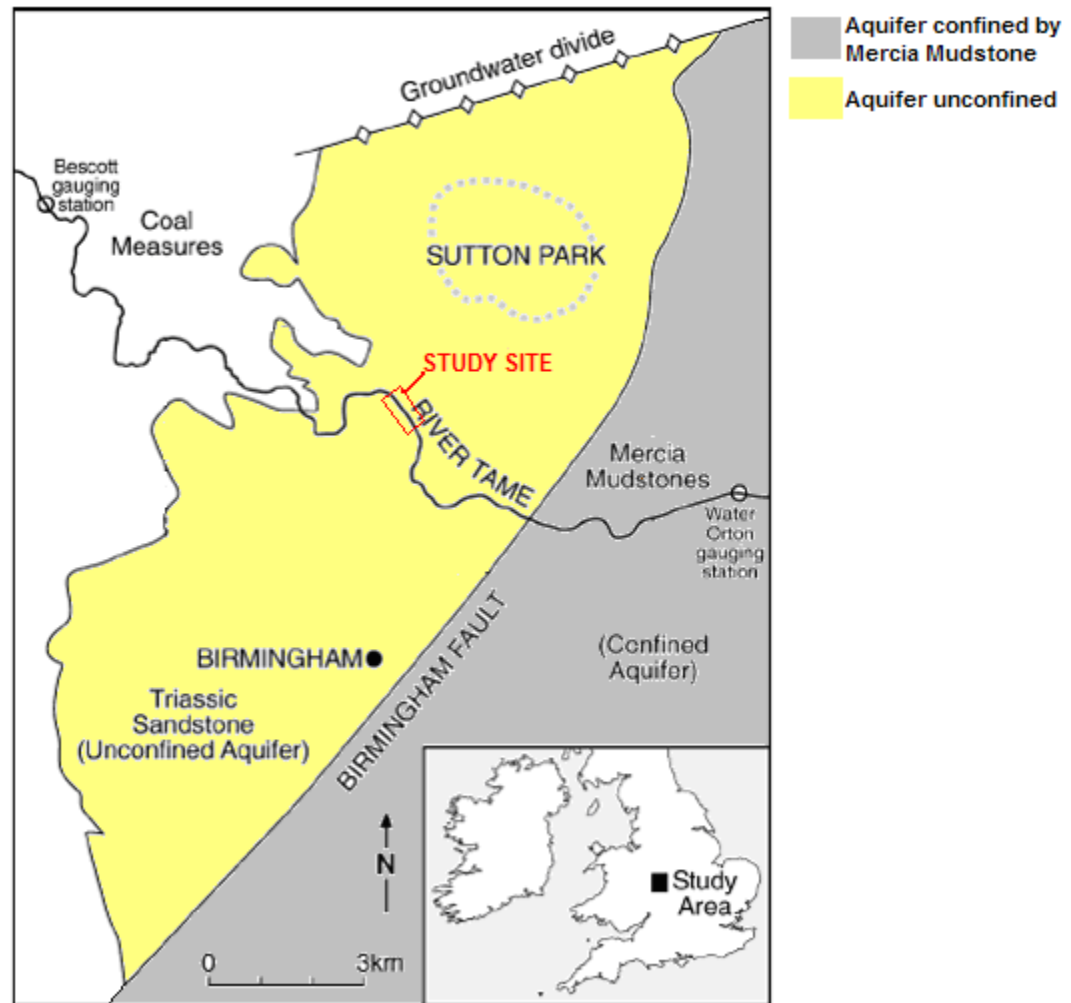 Aquifer confined by
Mercia Mudstone
Aquifer unconfined
Groundwater divide
Bescott
gauging
station
Coal
Measures
SUTTON PARK
STUDY SITE
RIVER TAME
Mercia
Mudstones
Water
Orton
gauging
station
BIRMINGHAM FAULT
(Confined
Aquifer)
BIRMINGHAM
Triassic
Sandstone
(Unconfined Aquifer)
N
0 3km
Study
Area